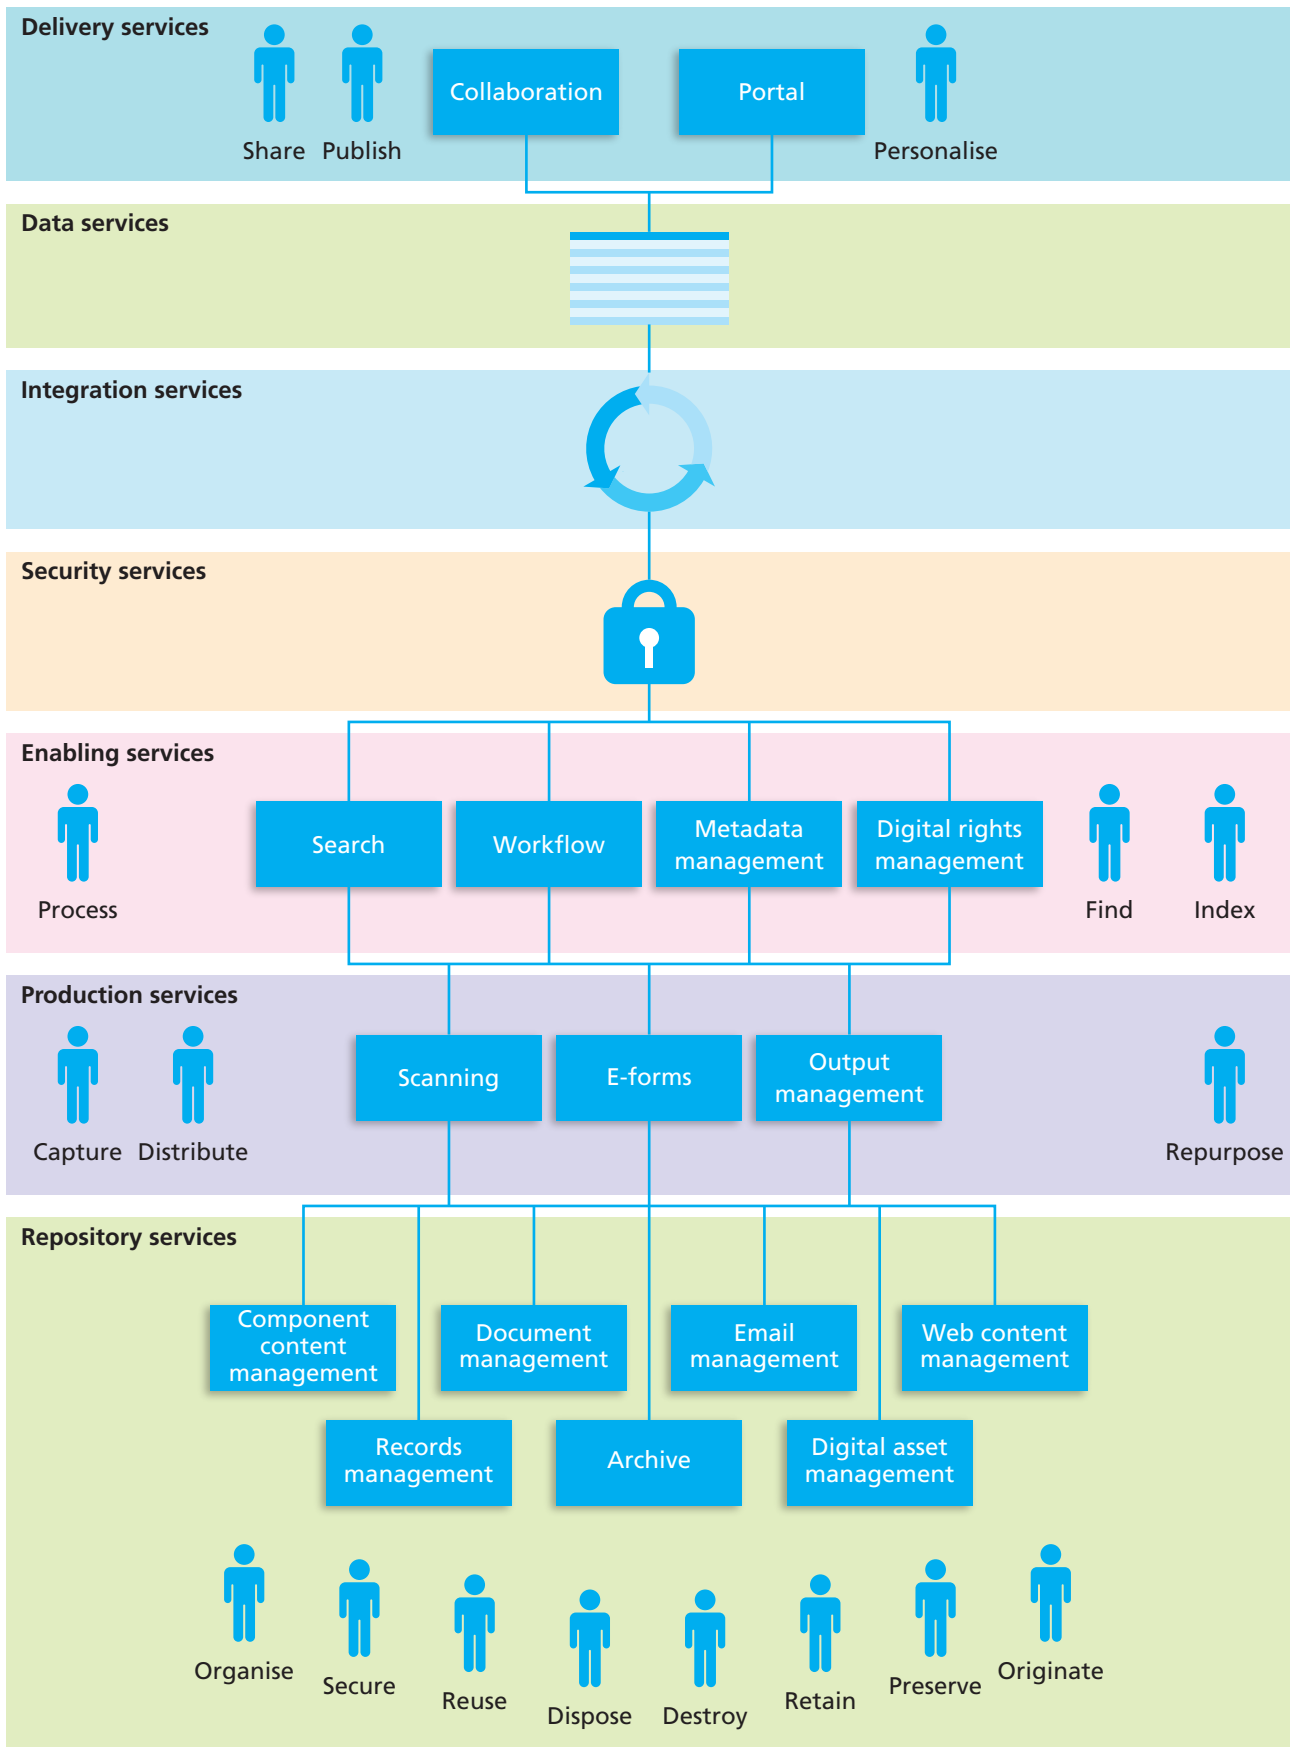 Delivery services
Collaboration
Portal
Share
Publish
Personalise
Data services
Integration services
Security services
Enabling services
Search
Workflow
Metadata
management
Digital rights
management
Process
Find
Index
Production services
Scanning
E-forms
Output
management
Capture
Distribute
Repurpose
Repository services
Component
content
management
Document
management
Email
management
Web content
management
Records
management
Archive
Digital asset
management
Organise
Secure
Reuse
Dispose
Destroy
Retain
Preserve
Originate